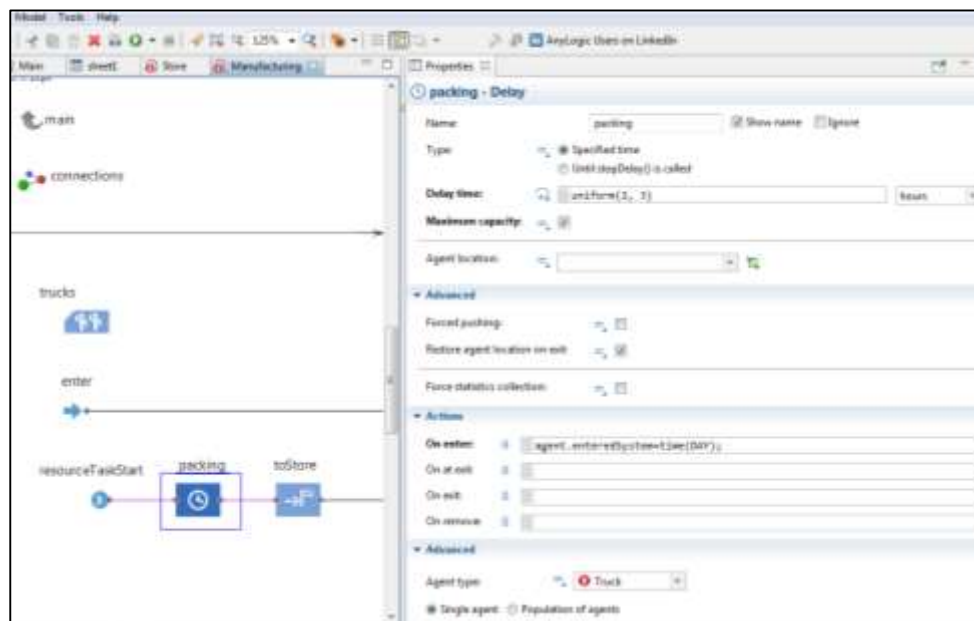 Model Tools Help
125%
AnyLogic Users on LinkedIn
Main
sheet1
Store
Manufacturing
Properties
main
connections
trucks
enter
resourceTaskStart
packing
toStore
packing - Delay
Name:
packing
Show name
Ignore
Type:
Specified time
Until stopDelay() is called
Delay time:
hours
Maximum capacity:
Agent location:
Advanced
Forced pushing:
Restore agent location on exit:
Force statistics collection:
Actions
On enter:
agent.enteredSystem=time(DAY);
On at exit:
On exit:
On remove:
Advanced
Agent type:
Truck
Single agent
Population of agents